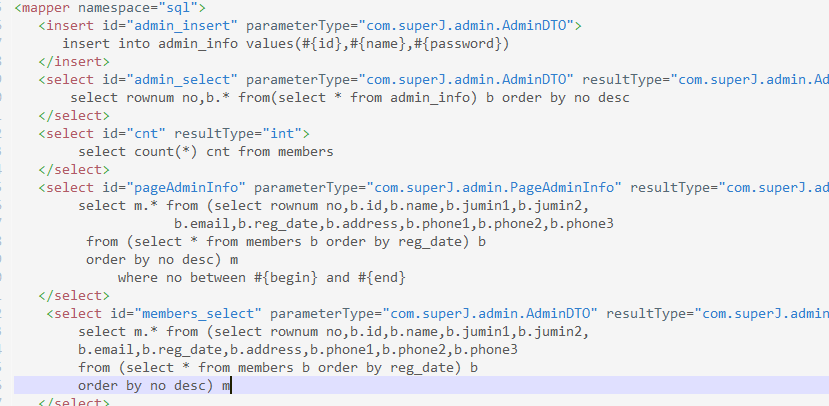 <mapper namespace="sql">
<insert id="admin_insert" parameterType="com.superJ.admin.AdminDTO">
insert into admin_info values(#{id},#{name},#{password})
</insert>
<select id="admin_select" parameterType="com.superJ.admin.AdminDTO" resultType="com.superJ.admin.Ad
select rownum no,b.* from(select * from admin_info) b order by no desc
</select>
<select id="cnt" resultType="int">
select count(*) cnt from members
</select>
<select id="pageAdminInfo" parameterType="com.superJ.admin.PageAdminInfo" resultType="com.superJ.ad
select m.* from (select rownum no,b.id,b.name,b.jumin1,b.jumin2,
b.email,b.reg_date,b.address,b.phone1,b.phone2,b.phone3
from (select * from members b order by reg_date) b
order by no desc) m
where no between #{begin} and #{end}
</select>
<select id="members_select" parameterType="com.superJ.admin.AdminDTO" resultType="com.superJ.admin
select m.* from (select rownum no,b.id,b.name,b.jumin1,b.jumin2,
b.email,b.reg_date,b.address,b.phone1,b.phone2,b.phone3
from (select * from members b order by reg_date) b
order by no desc) m
</select>